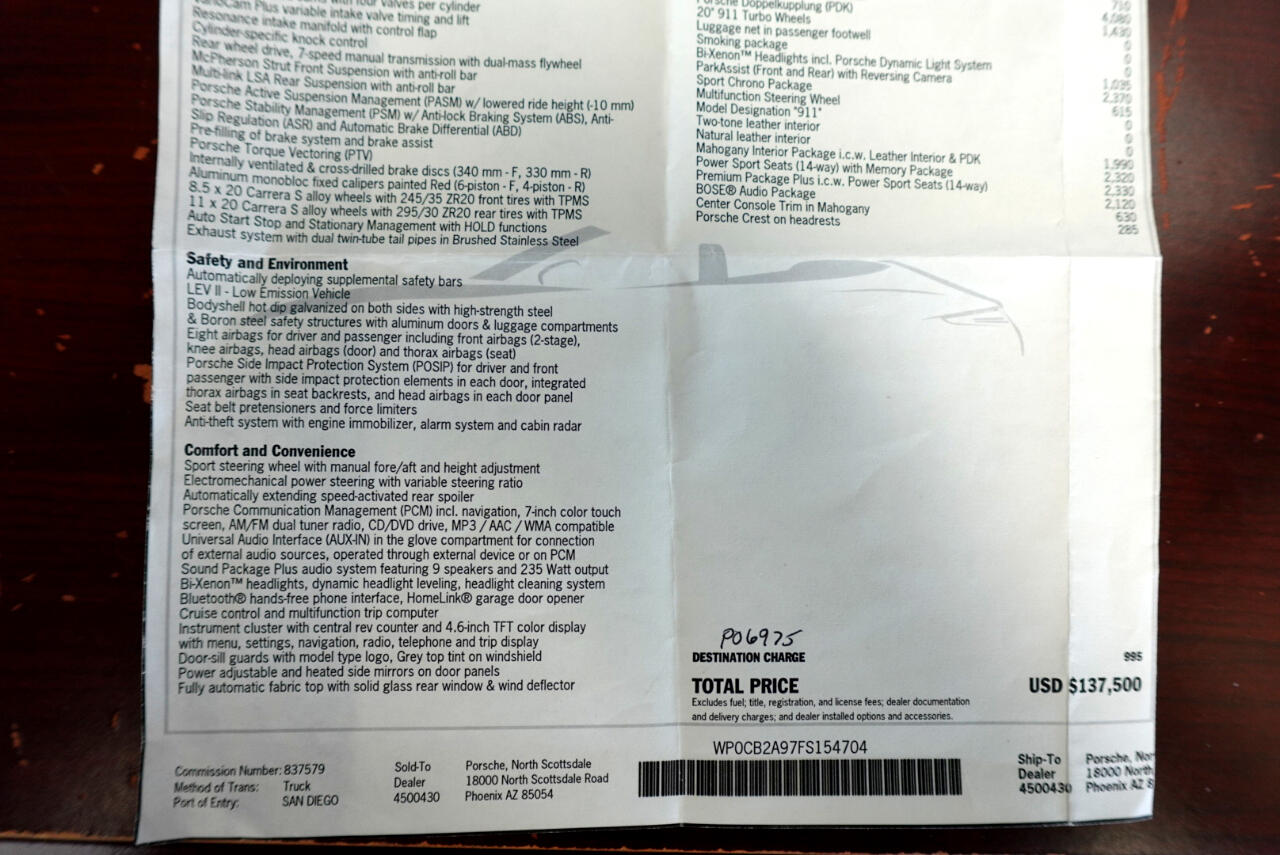 with four valves per cylinder
VarioCam Plus variable intake valve timing and lift
Resonance intake manifold with control flap
Cylinder-specific knock control
Rear wheel drive, 7-speed manual transmission with dual-mass flywheel
McPherson Strut Front Suspension with anti-roll bar
Multi-link LSA Rear Suspension with anti-roll bar
Porsche Active Suspension Management (PASM) w/ lowered ride height (-10 mm)
Porsche Stability Management (PSM) w/ Anti-lock Braking System (ABS), Anti-
Slip Regulation (ASR) and Automatic Brake Differential (ABD)
Pre-filling of brake system and brake assist
Porsche Torque Vectoring (PTV)
Internally ventilated & cross-drilled brake discs (340 mm - F, 330 mm - R)
Aluminum monobloc fixed calipers painted Red (6-piston - F, 4-piston - R)
8.5 x 20 Carrera S alloy wheels with 245/35 ZR20 front tires with TPMS
11 x 20 Carrera S alloy wheels with 295/30 ZR20 rear tires with TPMS
Auto Start Stop and Stationary Management with HOLD functions
Exhaust system with dual twin-tube tail pipes in Brushed Stainless Steel
Safety and Environment
Automatically deploying supplemental safety bars
LEV II - Low Emission Vehicle
Bodyshell hot dip galvanized on both sides with high-strength steel
& Boron steel safety structures with aluminum doors & luggage compartments
Eight airbags for driver and passenger including front airbags (2-stage),
knee airbags, head airbags (door) and thorax airbags (seat)
Porsche Side Impact Protection System (POSIP) for driver and front
passenger with side impact protection elements in each door, integrated
thorax airbags in seat backrests, and head airbags in each door panel
Seat belt pretensioners and force limiters
Anti-theft system with engine immobilizer, alarm system and cabin radar
Comfort and Convenience
Sport steering wheel with manual fore/aft and height adjustment
Electromechanical power steering with variable steering ratio
Automatically extending speed-activated rear spoiler
Porsche Communication Management (PCM) incl. navigation, 7-inch color touch
screen, AM/FM dual tuner radio, CD/DVD drive, MP3 / AAC / WMA compatible
Universal Audio Interface (AUX-IN) in the glove compartment for connection
of external audio sources, operated through external device or on PCM
Sound Package Plus audio system featuring 9 speakers and 235 Watt output
Bi-Xenon™ headlights, dynamic headlight leveling, headlight cleaning system
Bluetooth® hands-free phone interface, HomeLink® garage door opener
Cruise control and multifunction trip computer
Instrument cluster with central rev counter and 4.6-inch TFT color display
with menu, settings, navigation, radio, telephone and trip display
Door-sill guards with model type logo, Grey top tint on windshield
Power adjustable and heated side mirrors on door panels
Fully automatic fabric top with solid glass rear window & wind deflector
Porsche Doppelkupplung (PDK) 4,080
20" 911 Turbo Wheels 1,430
Luggage net in passenger footwell 0
Smoking package 0
Bi-Xenon™ Headlights incl. Porsche Dynamic Light System 0
ParkAssist (Front and Rear) with Reversing Camera 1,035
Sport Chrono Package 2,370
Multifunction Steering Wheel 615
Model Designation "911" 0
Two-tone leather interior 0
Natural leather interior 0
Mahogany Interior Package i.c.w. Leather Interior & PDK 1,990
Power Sport Seats (14-way) with Memory Package 2,320
Premium Package Plus i.c.w. Power Sport Seats (14-way) 2,330
BOSE® Audio Package 2,120
Center Console Trim in Mahogany 630
Porsche Crest on headrests 285
P06975
DESTINATION CHARGE 995
TOTAL PRICE USD $137,500
Excludes fuel; title, registration, and license fees; dealer documentation
and delivery charges; and dealer installed options and accessories.
WP0CB2A97FS154704
Commission Number: 837579
Method of Trans: Truck
Port of Entry: SAN DIEGO
Sold-To
Dealer
4500430
Porsche, North Scottsdale
18000 North Scottsdale Road
Phoenix AZ 85054
Ship-To
Dealer
4500430
Porsche, Nor
18000 North
Phoenix AZ 8